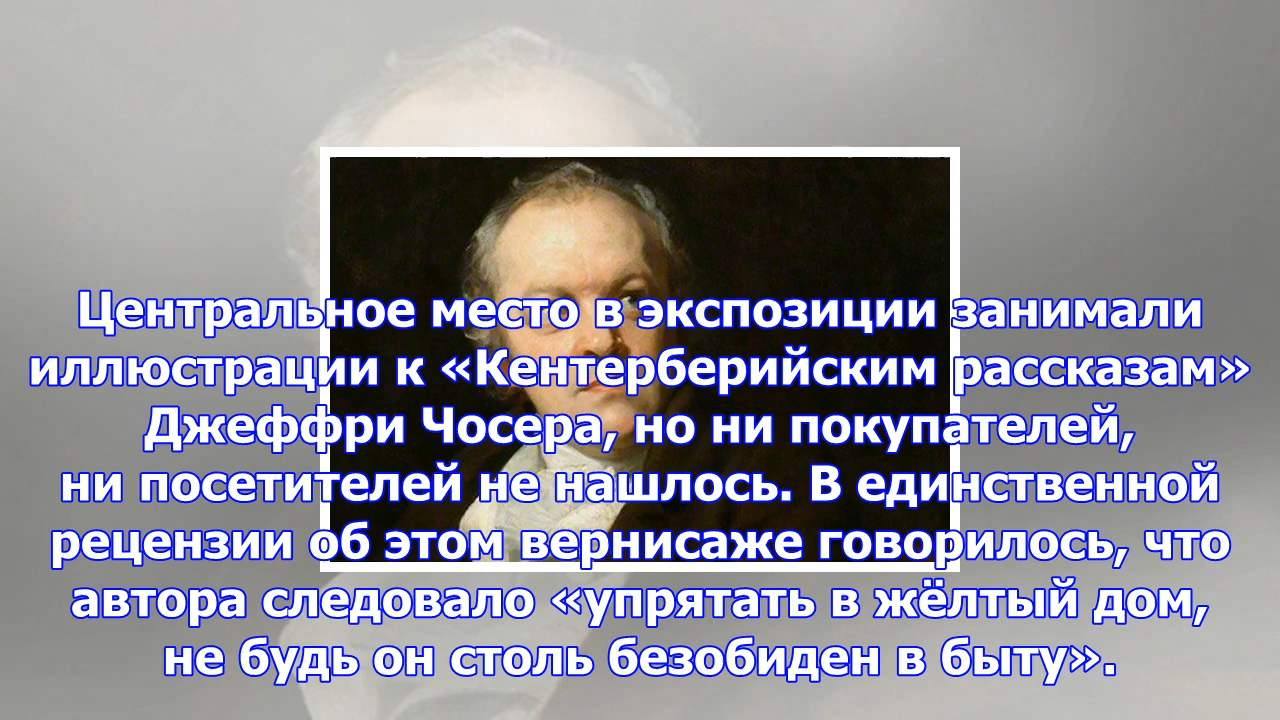 Центральное место в экспозиции занимали
иллюстрации к «Кентерберийским рассказам»
Джеффри Чосера, но ни покупателей,
ни посетителей не нашлось. В единственной
рецензии об этом вернисаже говорилось, что
автора следовало «упрятать в жёлтый дом,
не будь он столь безобиден в быту».